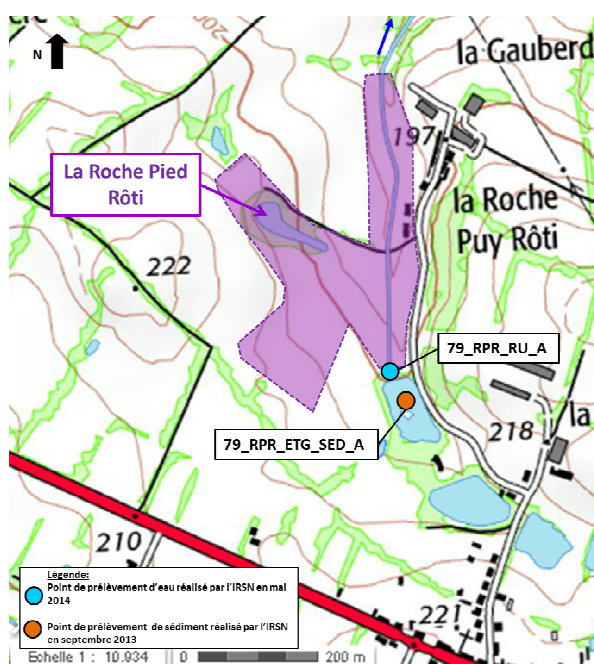 la Gauberd
N
197
La Roche Pied
Rôti
la Roche
Puy Rôti
222
79_RPR_RU_A
79_RPR_ETG_SED_A
218
la
210
221
Légende:
Point de prélèvement d'eau réalisé par l'IRSN en mai
2014
Point de prélèvement de sédiment réalisé par l'IRSN
en septembre 2013
Echelle 1 : 10.934 0 200 m